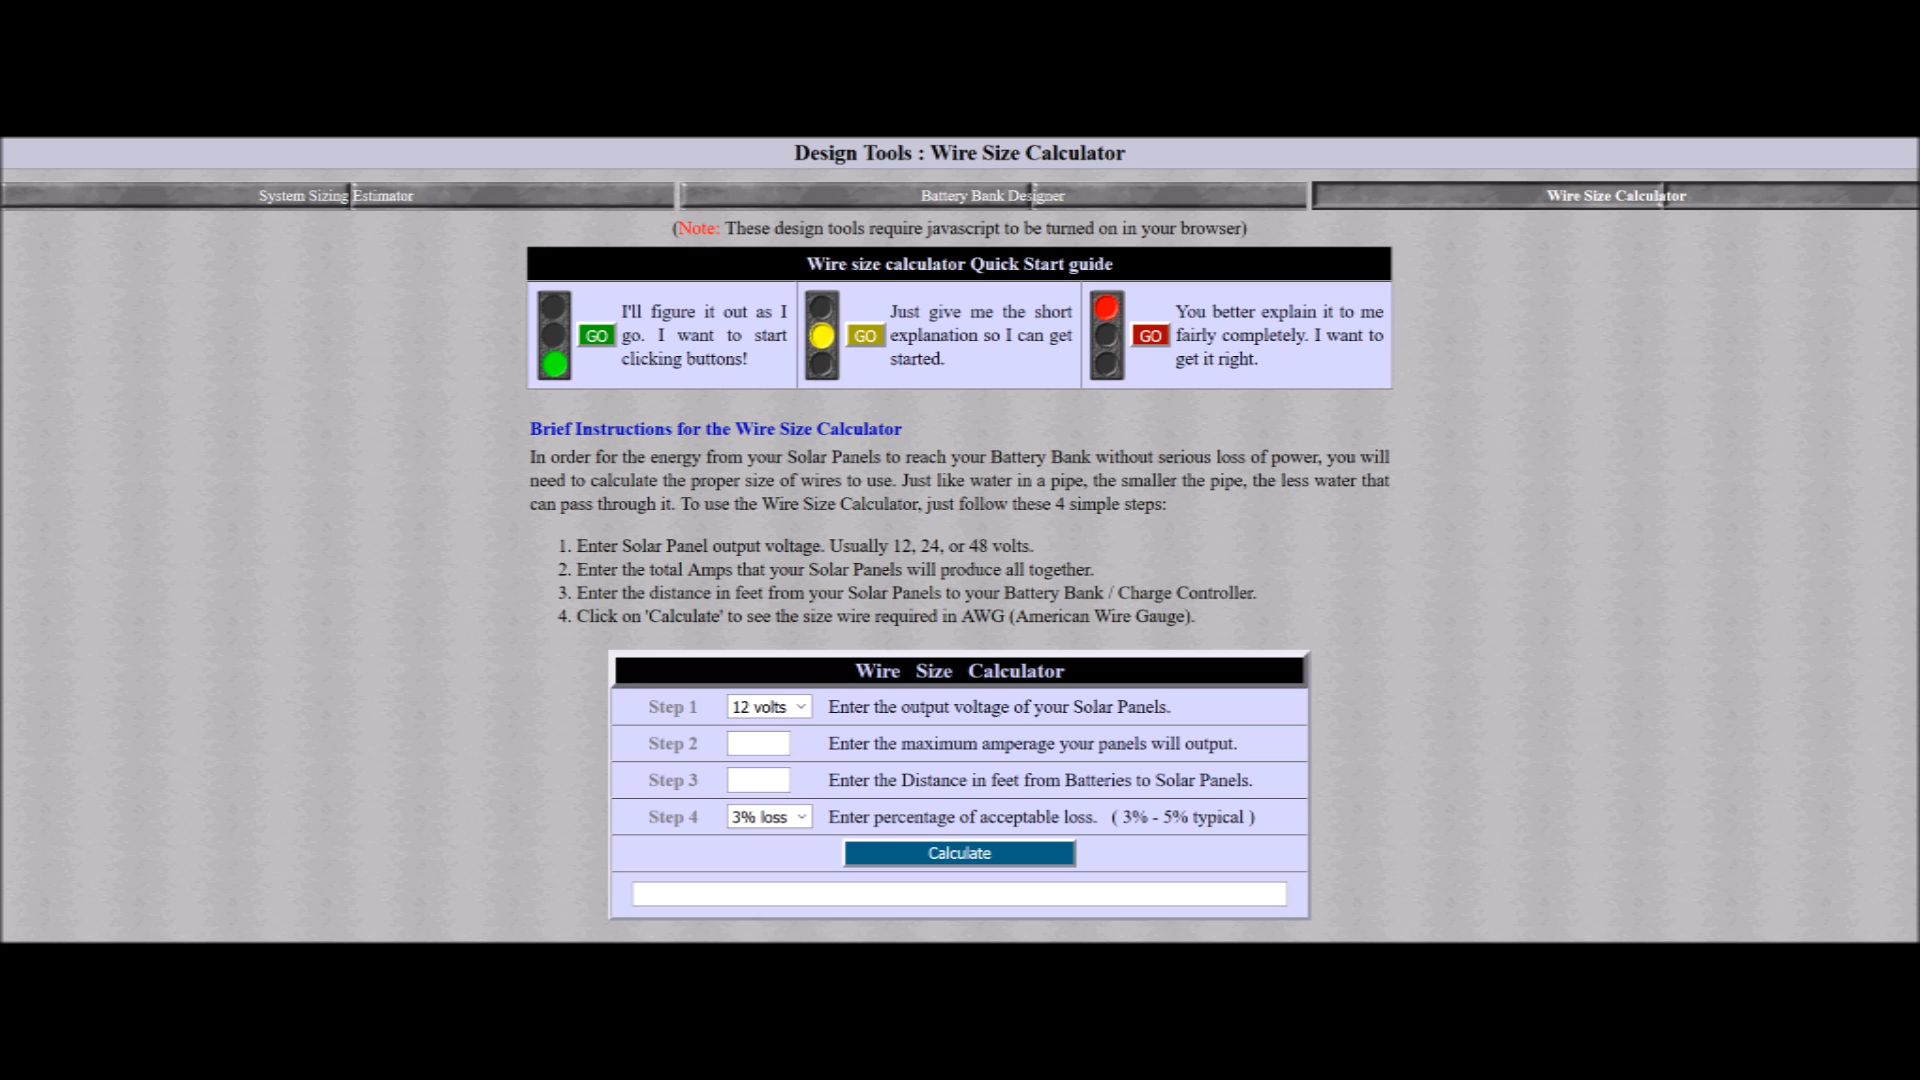 Design Tools : Wire Size Calculator
System Sizing Estimator
Battery Bank Designer
Wire Size Calculator
(Note: These design tools require javascript to be turned on in your browser)
Wire size calculator Quick Start guide
GO
I'll figure it out as I
go. I want to start
clicking buttons!
GO
Just give me the short
explanation so I can get
started.
GO
You better explain it to me
fairly completely. I want to
get it right.
Brief Instructions for the Wire Size Calculator
In order for the energy from your Solar Panels to reach your Battery Bank without serious loss of power, you will
need to calculate the proper size of wires to use. Just like water in a pipe, the smaller the pipe, the less water that
can pass through it. To use the Wire Size Calculator, just follow these 4 simple steps:
1. Enter Solar Panel output voltage. Usually 12, 24, or 48 volts.
2. Enter the total Amps that your Solar Panels will produce all together.
3. Enter the distance in feet from your Solar Panels to your Battery Bank / Charge Controller.
4. Click on 'Calculate' to see the size wire required in AWG (American Wire Gauge).
Wire Size Calculator
Step 1 12 volts Enter the output voltage of your Solar Panels.
Step 2 Enter the maximum amperage your panels will output.
Step 3 Enter the Distance in feet from Batteries to Solar Panels.
Step 4 3% loss Enter percentage of acceptable loss. ( 3% - 5% typical )
Calculate